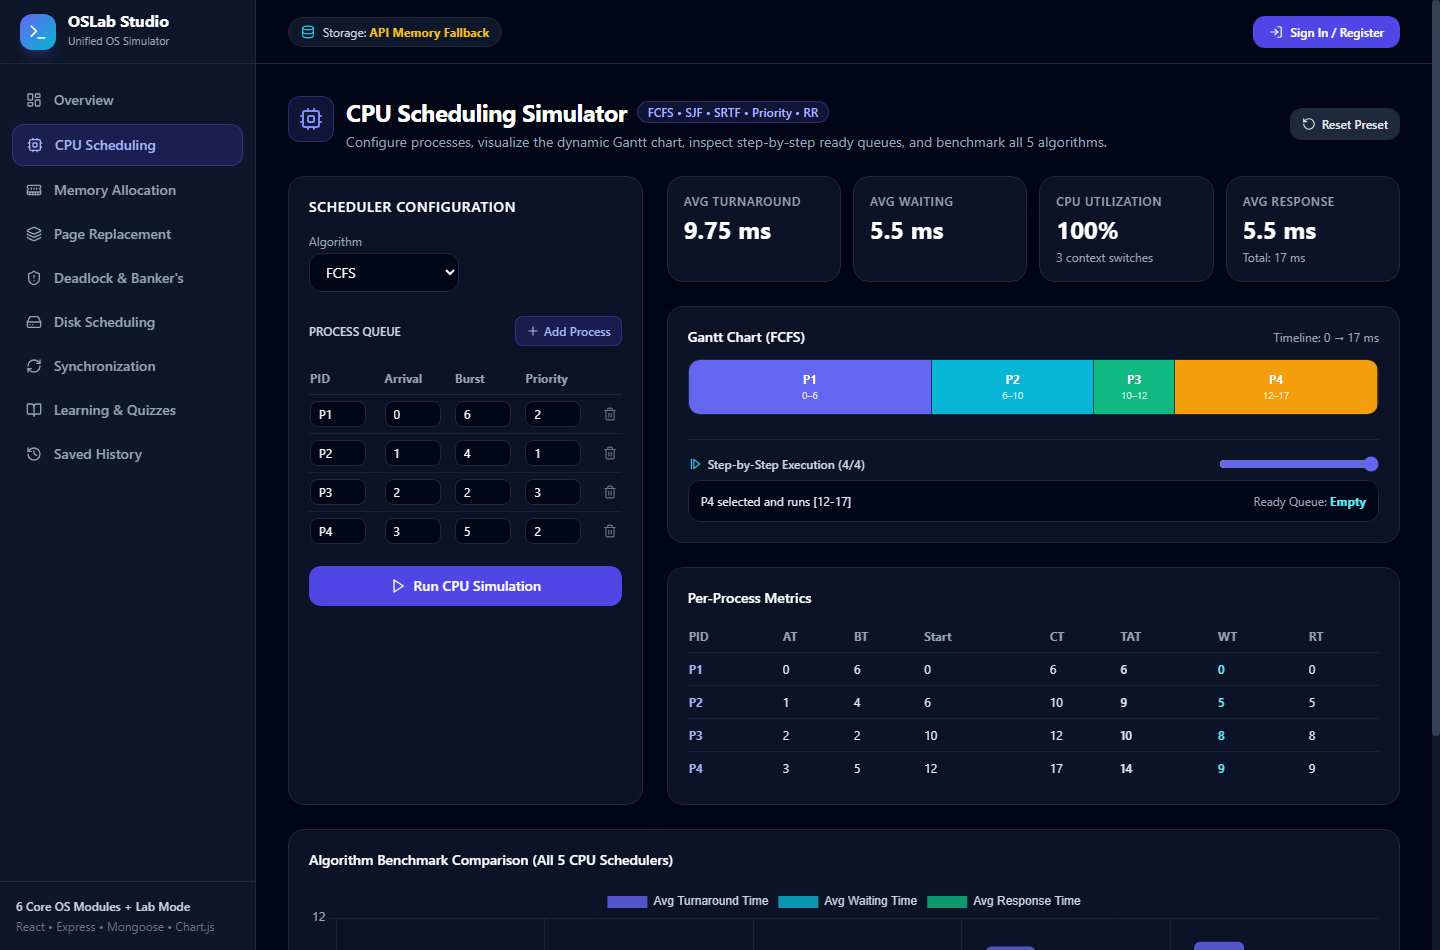 OSLab Studio
Unified OS Simulator
Overview
CPU Scheduling
Memory Allocation
Page Replacement
Deadlock & Banker's
Disk Scheduling
Synchronization
Learning & Quizzes
Saved History
6 Core OS Modules + Lab Mode
React • Express • Mongoose • Chart.js
Storage: API Memory Fallback
Sign In / Register
CPU Scheduling Simulator
FCFS • SJF • SRTF • Priority • RR
Configure processes, visualize the dynamic Gantt chart, inspect step-by-step ready queues, and benchmark all 5 algorithms.
Reset Preset
SCHEDULER CONFIGURATION
Algorithm
FCFS
PROCESS QUEUE
Add Process
PID Arrival Burst Priority
P1 0 6 2
P2 1 4 1
P3 2 2 3
P4 3 5 2
Run CPU Simulation
AVG TURNAROUND
9.75 ms
AVG WAITING
5.5 ms
CPU UTILIZATION
100%
3 context switches
AVG RESPONSE
5.5 ms
Total: 17 ms
Gantt Chart (FCFS)
Timeline: 0 → 17 ms
P1
0–6
P2
6–10
P3
10–12
P4
12–17
Step-by-Step Execution (4/4)
P4 selected and runs [12-17]
Ready Queue: Empty
Per-Process Metrics
PID AT BT Start CT TAT WT RT
P1 0 6 0 6 6 0 0
P2 1 4 6 10 9 5 5
P3 2 2 10 12 10 8 8
P4 3 5 12 17 14 9 9
Algorithm Benchmark Comparison (All 5 CPU Schedulers)
Avg Turnaround Time
Avg Waiting Time
Avg Response Time
12